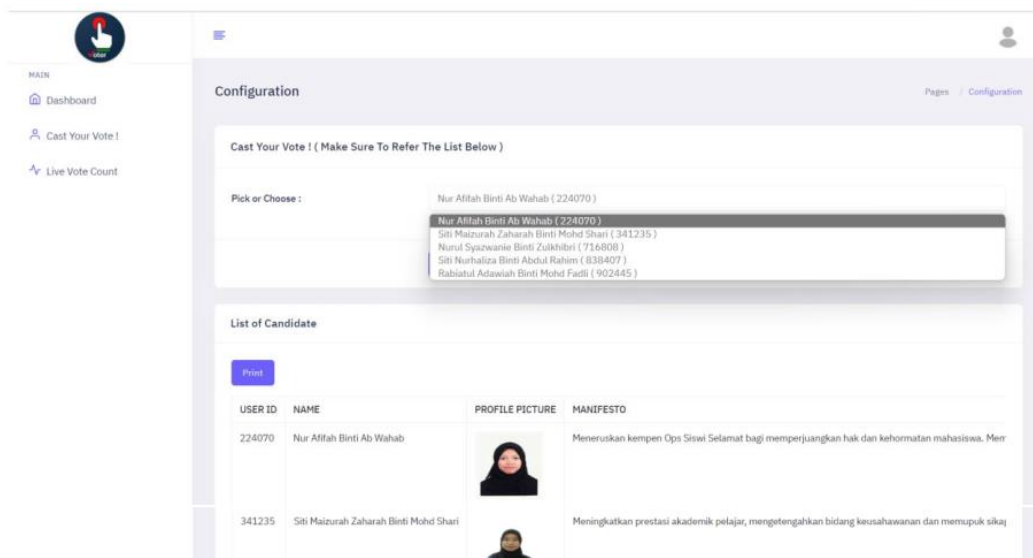 Voter
MAIN
Dashboard
Cast Your Vote !
Live Vote Count
Configuration
Pages / Configuration
Cast Your Vote ! ( Make Sure To Refer The List Below )
Pick or Choose :
Nur Afifah Binti Ab Wahab ( 224070 )
Nur Afifah Binti Ab Wahab ( 224070 )
Siti Maizurah Zaharah Binti Mohd Shari ( 341235 )
Nurul Syazwanie Binti Zulkhibri ( 716808 )
Siti Nurhaliza Binti Abdul Rahim ( 838407 )
Rabiatul Adawiah Binti Mohd Fadli ( 902445 )
List of Candidate
Print
USER ID NAME PROFILE PICTURE MANIFESTO
224070 Nur Afifah Binti Ab Wahab Meneruskan kempen Ops Siswi Selamat bagi memperjuangkan hak dan kehormatan mahasiswa.
341235 Siti Maizurah Zaharah Binti Mohd Shari Meningkatkan prestasi akademik pelajar, mengetengahkan bidang keusahawanan dan memupuk